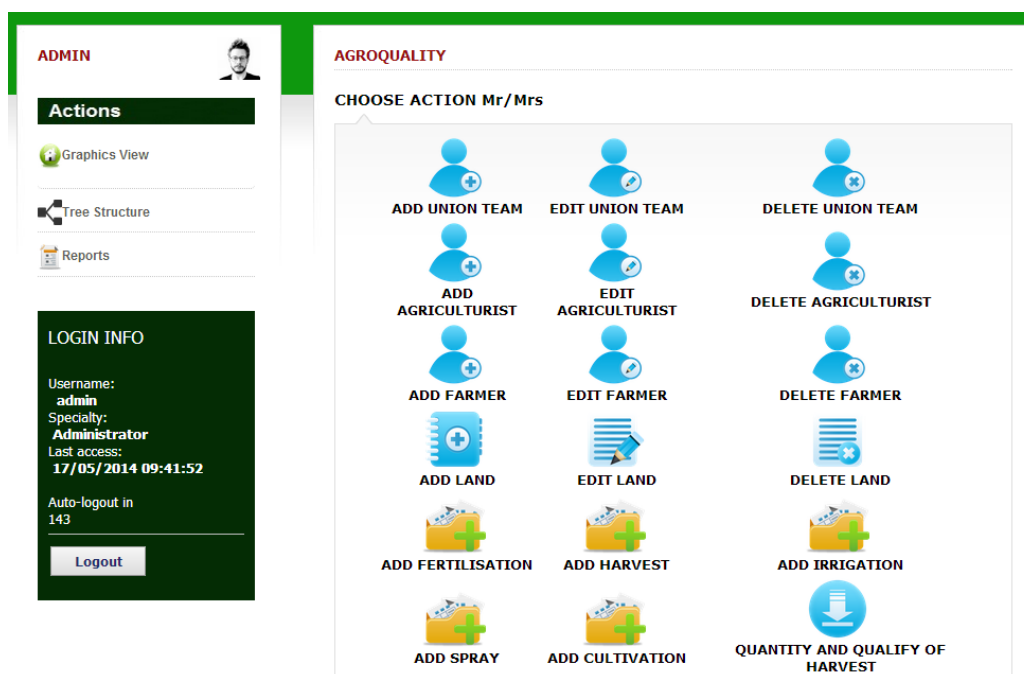 ADMIN
Actions
Graphics View
Tree Structure
Reports
LOGIN INFO
Username:
admin
Specialty:
Administrator
Last access:
17/05/2014 09:41:52
Auto-logout in
143
Logout
AGROQUALITY
CHOOSE ACTION Mr/Mrs
ADD UNION TEAM
EDIT UNION TEAM
DELETE UNION TEAM
ADD
AGRICULTURIST
EDIT
AGRICULTURIST
DELETE AGRICULTURIST
ADD FARMER
EDIT FARMER
DELETE FARMER
ADD LAND
EDIT LAND
DELETE LAND
ADD FERTILISATION
ADD HARVEST
ADD IRRIGATION
ADD SPRAY
ADD CULTIVATION
QUANTITY AND QUALIFY OF
HARVEST